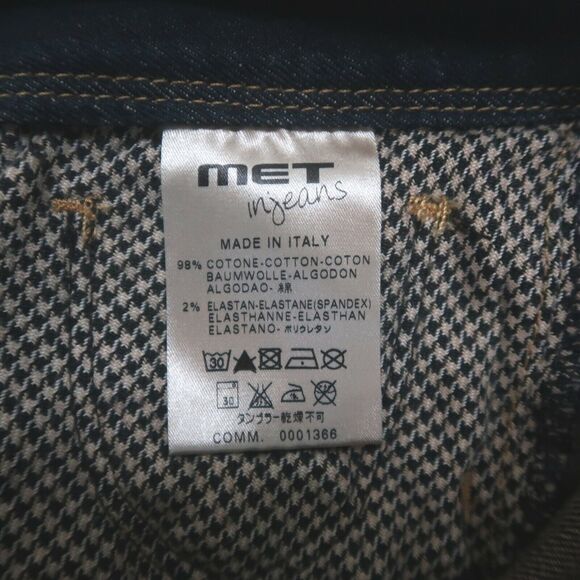 MET
injeans
MADE IN ITALY
98% COTONE-COTTON-COTON
BAUMWOLLE-ALGODON
ALGODAO-綿
2% ELASTAN-ELASTANE(SPANDEX)
ELASTHANNE-ELASTHAN
ELASTANO-ポリウレタン
30
30
タンブラー乾燥不可
COMM. 0001366